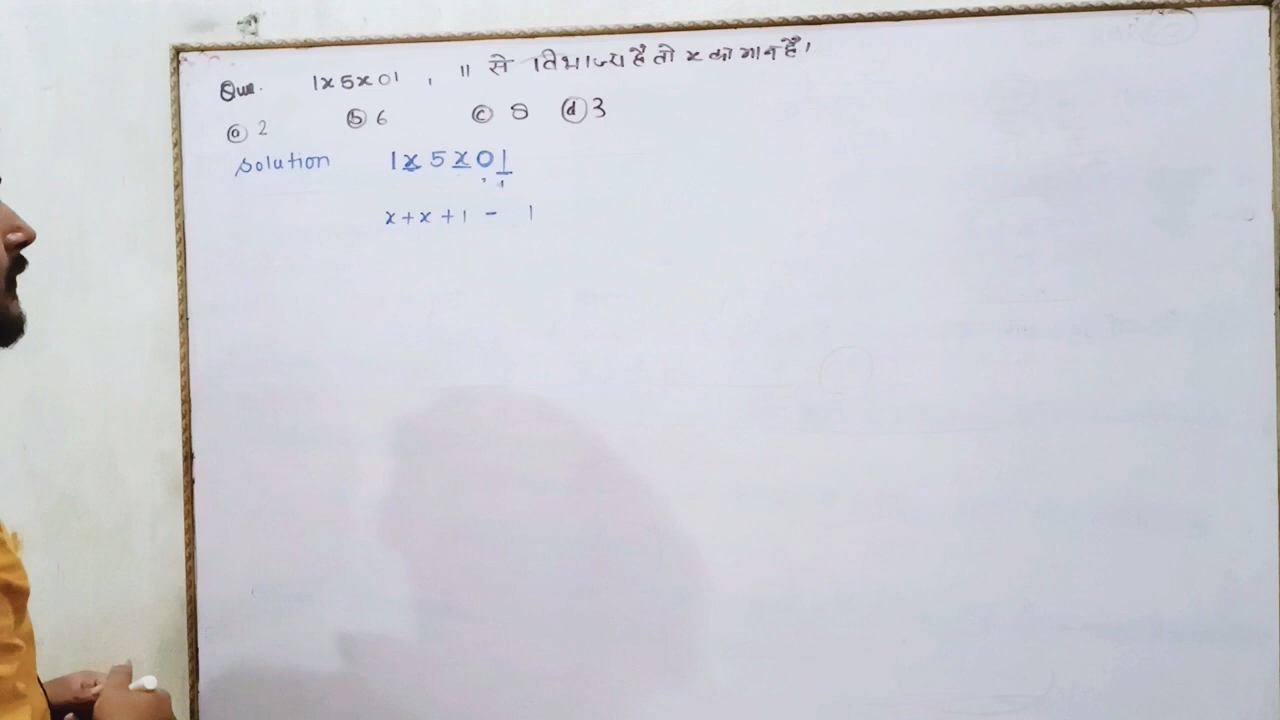 Que. 1x5x01 , 11 से विभाज्य है तो x का मान है।
(a) 2 (b) 6 (c) 8 (d) 3
Solution 1x5x01
x+x+1 - 1